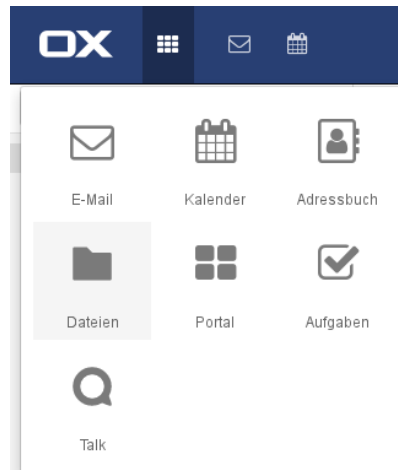 OX
E-Mail
Kalender
Adressbuch
Dateien
Portal
Aufgaben
Talk